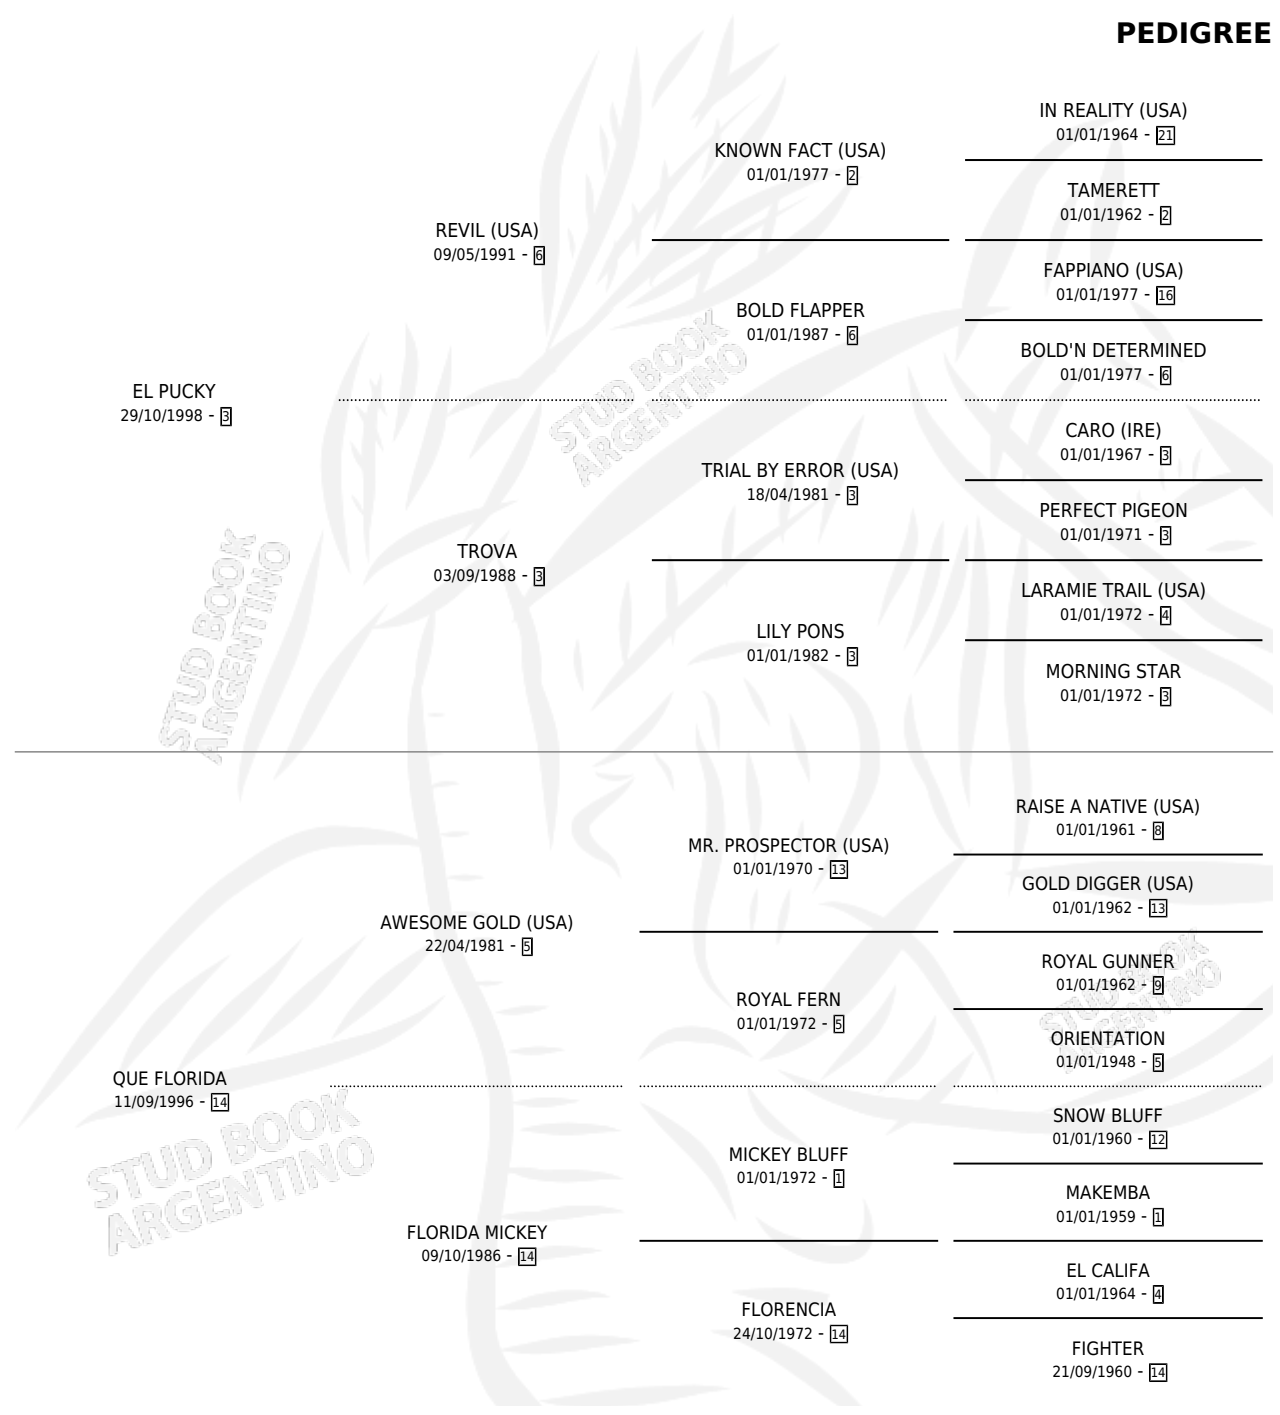 PEDIGREE
IN REALITY (USA)
01/01/1964 - 21
KNOWN FACT (USA)
01/01/1977 - 2
TAMERETT
01/01/1962 - 2
REVIL (USA)
09/05/1991 - 6
FAPPIANO (USA)
01/01/1977 - 16
BOLD FLAPPER
01/01/1987 - 6
BOLD'N DETERMINED
01/01/1977 - 6
EL PUCKY
29/10/1998 - 3
CARO (IRE)
01/01/1967 - 3
TRIAL BY ERROR (USA)
18/04/1981 - 3
PERFECT PIGEON
01/01/1971 - 3
TROVA
03/09/1988 - 3
LARAMIE TRAIL (USA)
01/01/1972 - 4
LILY PONS
01/01/1982 - 3
MORNING STAR
01/01/1972 - 3
RAISE A NATIVE (USA)
01/01/1961 - 8
MR. PROSPECTOR (USA)
01/01/1970 - 13
GOLD DIGGER (USA)
01/01/1962 - 13
AWESOME GOLD (USA)
22/04/1981 - 5
ROYAL GUNNER
01/01/1962 - 9
ROYAL FERN
01/01/1972 - 5
ORIENTATION
01/01/1948 - 5
QUE FLORIDA
11/09/1996 - 14
SNOW BLUFF
01/01/1960 - 12
MICKEY BLUFF
01/01/1972 - 1
MAKEMBA
01/01/1959 - 1
FLORIDA MICKEY
09/10/1986 - 14
EL CALIFA
01/01/1964 - 4
FLORENCIA
24/10/1972 - 14
FIGHTER
21/09/1960 - 14
STUD BOOK
ARGENTINO
STUD BOOK
ARGENTINO
STUD BOOK
ARGENTINO
STUD BOOK
ARGENTINO